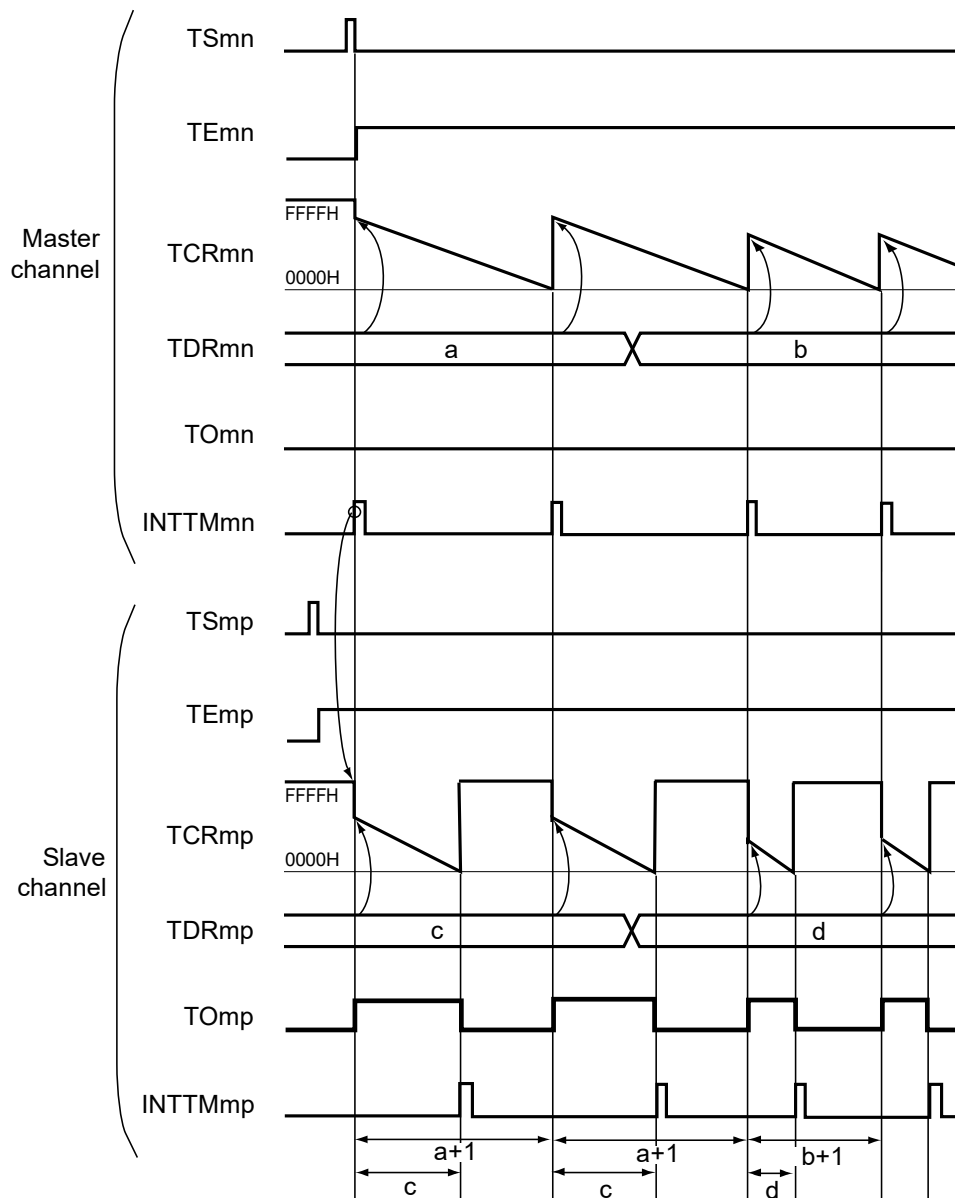 TSmn
TEmn
FFFFH
Master
channel
TCRmn
0000H
TDRmn
a
b
TOmn
INTTMmn
TSmp
TEmp
FFFFH
TCRmp
0000H
Slave
channel
TDRmp
c
d
TOmp
INTTMmp
a+1
a+1
b+1
c
c
d